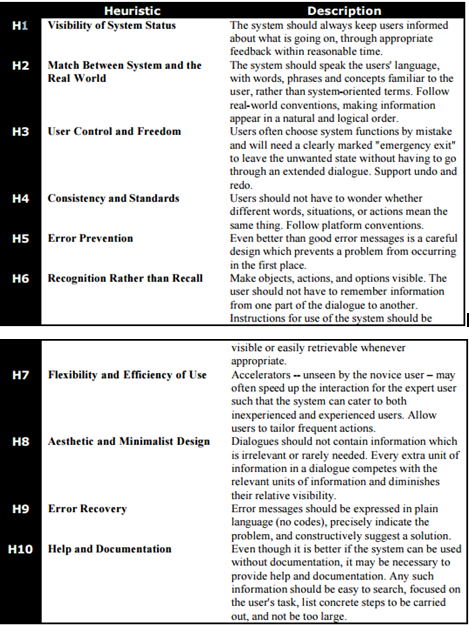 Heuristic Description
H1 Visibility of System Status The system should always keep users informed
about what is going on, through appropriate
feedback within reasonable time.
H2 Match Between System and the The system should speak the users' language,
Real World with words, phrases and concepts familiar to the
user, rather than system-oriented terms. Follow
real-world conventions, making information
appear in a natural and logical order.
H3 User Control and Freedom Users often choose system functions by mistake
and will need a clearly marked "emergency exit"
to leave the unwanted state without having to go
through an extended dialogue. Support undo and
redo.
H4 Consistency and Standards Users should not have to wonder whether
different words, situations, or actions mean the
same thing. Follow platform conventions.
H5 Error Prevention Even better than good error messages is a careful
design which prevents a problem from occurring
in the first place.
H6 Recognition Rather than Recall Make objects, actions, and options visible. The
user should not have to remember information
from one part of the dialogue to another.
Instructions for use of the system should be
visible or easily retrievable whenever
appropriate.
H7 Flexibility and Efficiency of Use Accelerators -- unseen by the novice user -- may
often speed up the interaction for the expert user
such that the system can cater to both
inexperienced and experienced users. Allow
users to tailor frequent actions.
H8 Aesthetic and Minimalist Design Dialogues should not contain information which
is irrelevant or rarely needed. Every extra unit of
information in a dialogue competes with the
relevant units of information and diminishes
their relative visibility.
H9 Error Recovery Error messages should be expressed in plain
language (no codes), precisely indicate the
problem, and constructively suggest a solution.
H10 Help and Documentation Even though it is better if the system can be used
without documentation, it may be necessary to
provide help and documentation. Any such
information should be easy to search, focused on
the user's task, list concrete steps to be carried
out, and not be too large.